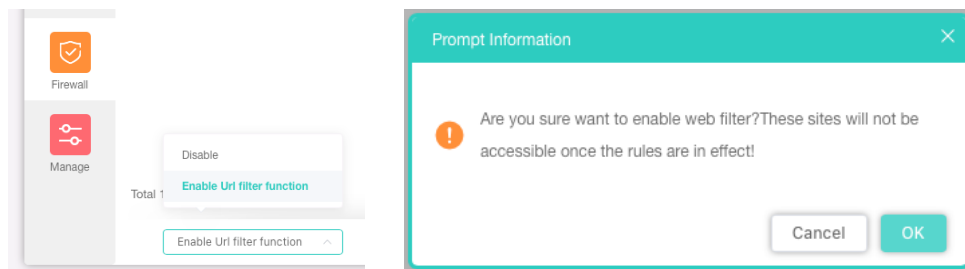 Firewall
Manage
Disable
Enable Url filter function
Total 1
Enable Url filter function
Prompt Information
Are you sure want to enable web filter?These sites will not be
accessible once the rules are in effect!
Cancel
OK